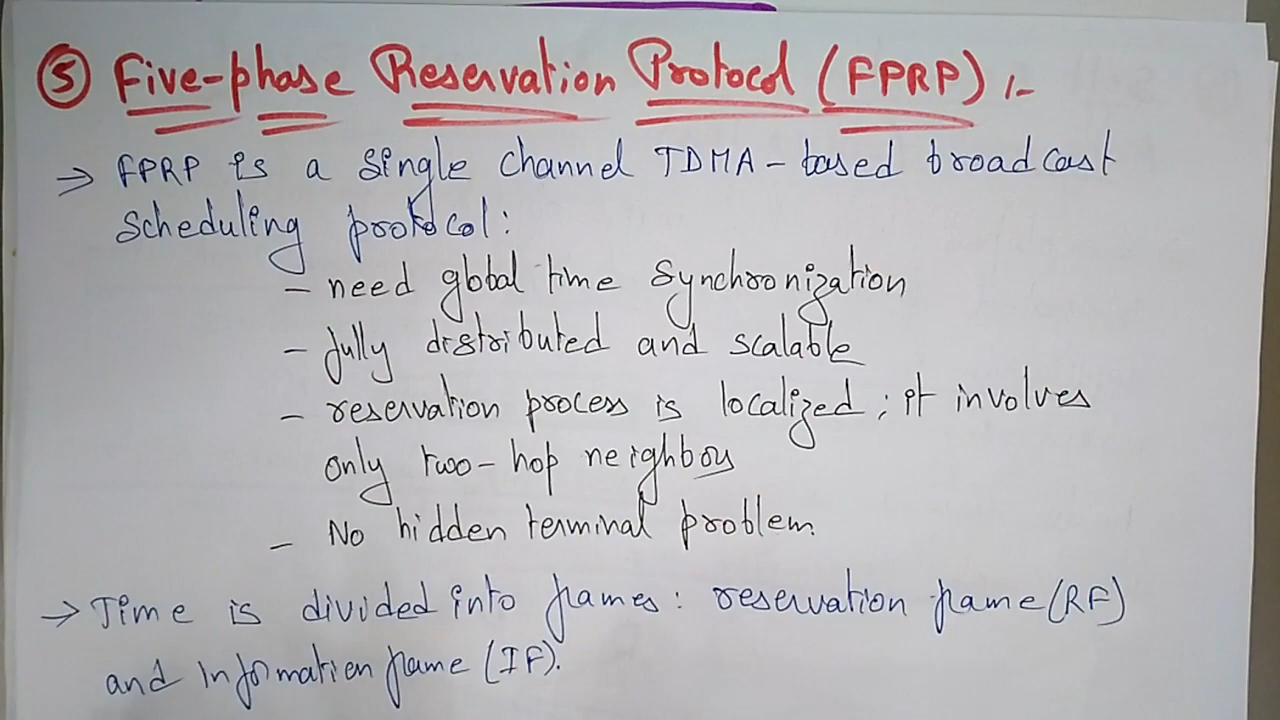 ⑤ Five-phase Reservation Protocol (FPRP) :-
→ FPRP is a single channel TDMA - based broadcast
scheduling protocol:
- need global time synchronization
- fully distributed and scalable
- reservation process is localized; it involves
only two-hop neighbors
- No hidden terminal problem.
→ Time is divided into frames: reservation frame (RF)
and Information frame (IF).